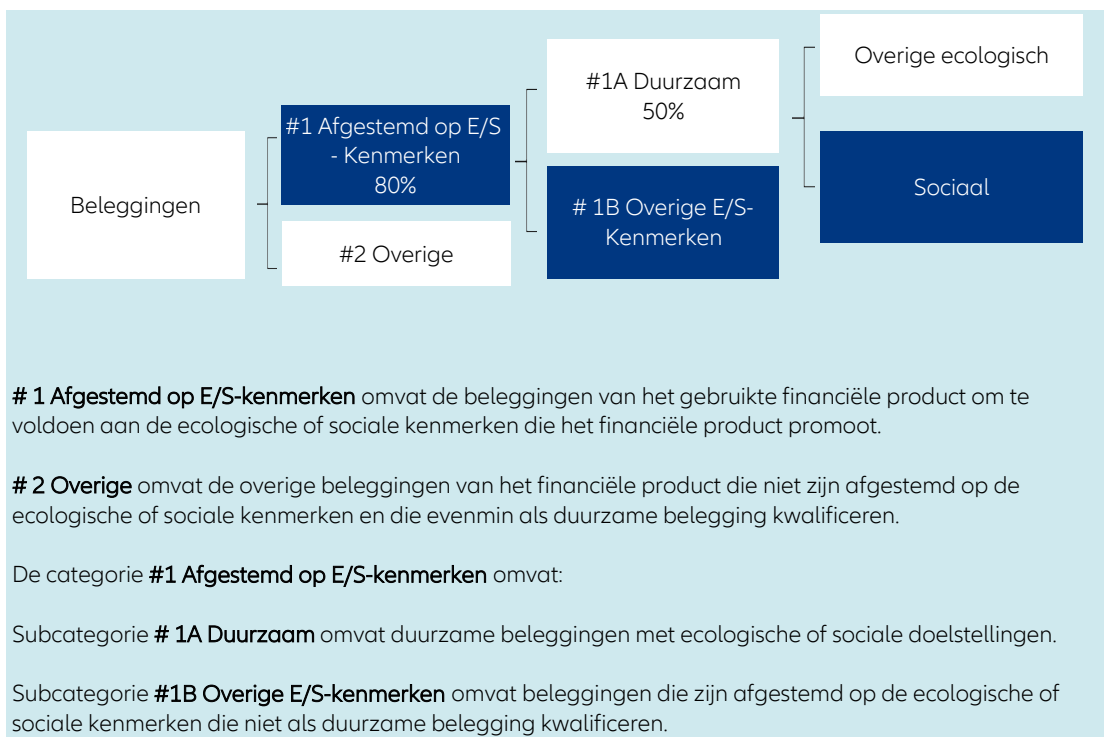 Beleggingen
#1 Afgestemd op E/S
- Kenmerken
80%
#2 Overige
#1A Duurzaam
50%
# 1B Overige E/S-
Kenmerken
Overige ecologisch
Sociaal
# 1 Afgestemd op E/S-kenmerken omvat de beleggingen van het gebruikte financiële product om te
voldoen aan de ecologische of sociale kenmerken die het financiële product promoot.
# 2 Overige omvat de overige beleggingen van het financiële product die niet zijn afgestemd op de
ecologische of sociale kenmerken en die evenmin als duurzame belegging kwalificeren.
De categorie #1 Afgestemd op E/S-kenmerken omvat:
Subcategorie # 1A Duurzaam omvat duurzame beleggingen met ecologische of sociale doelstellingen.
Subcategorie #1B Overige E/S-kenmerken omvat beleggingen die zijn afgestemd op de ecologische of
sociale kenmerken die niet als duurzame belegging kwalificeren.